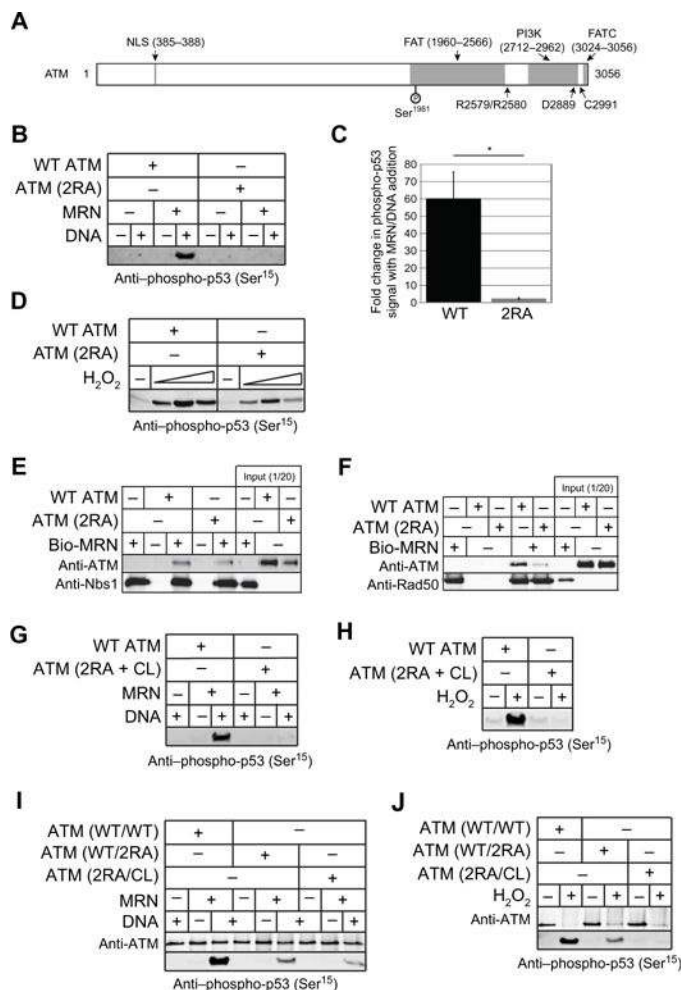 A
NLS (385–388)
FAT (1960–2566)
PI3K
(2712–2962)
FATC
(3024–3056)
ATM 1
3056
P
Ser1981
R2579/R2580
D2889
C2991
B
WT ATM + –
ATM (2RA) – +
MRN – + – +
DNA – + – + – + – +
Anti–phospho-p53 (Ser15)
C
Fold change in phospho-p53
signal with MRN/DNA addition
80
70
60
50
40
30
20
10
0
*
WT 2RA
D
WT ATM + –
ATM (2RA) – +
H2O2 – –
Anti–phospho-p53 (Ser15)
E
Input (1/20)
WT ATM – + – – + –
ATM (2RA) – + – +
Bio-MRN + – + – + + –
Anti-ATM
Anti-Nbs1
F
Input (1/20)
WT ATM – + – + – – + –
ATM (2RA) – + – + – +
Bio-MRN + – + + –
Anti-ATM
Anti-Rad50
G
WT ATM + –
ATM (2RA + CL) – +
MRN – + – +
DNA + – + + – +
Anti–phospho-p53 (Ser15)
H
WT ATM + –
ATM (2RA + CL) – +
H2O2 – + – +
Anti–phospho-p53 (Ser15)
I
ATM (WT/WT) + –
ATM (WT/2RA) – + –
ATM (2RA/CL) – +
MRN – + – + – +
DNA + – + + – + + – +
Anti-ATM
Anti–phospho-p53 (Ser15)
J
ATM (WT/WT) + –
ATM (WT/2RA) – + –
ATM (2RA/CL) – +
H2O2 – + – + – +
Anti-ATM
Anti–phospho-p53 (Ser15)